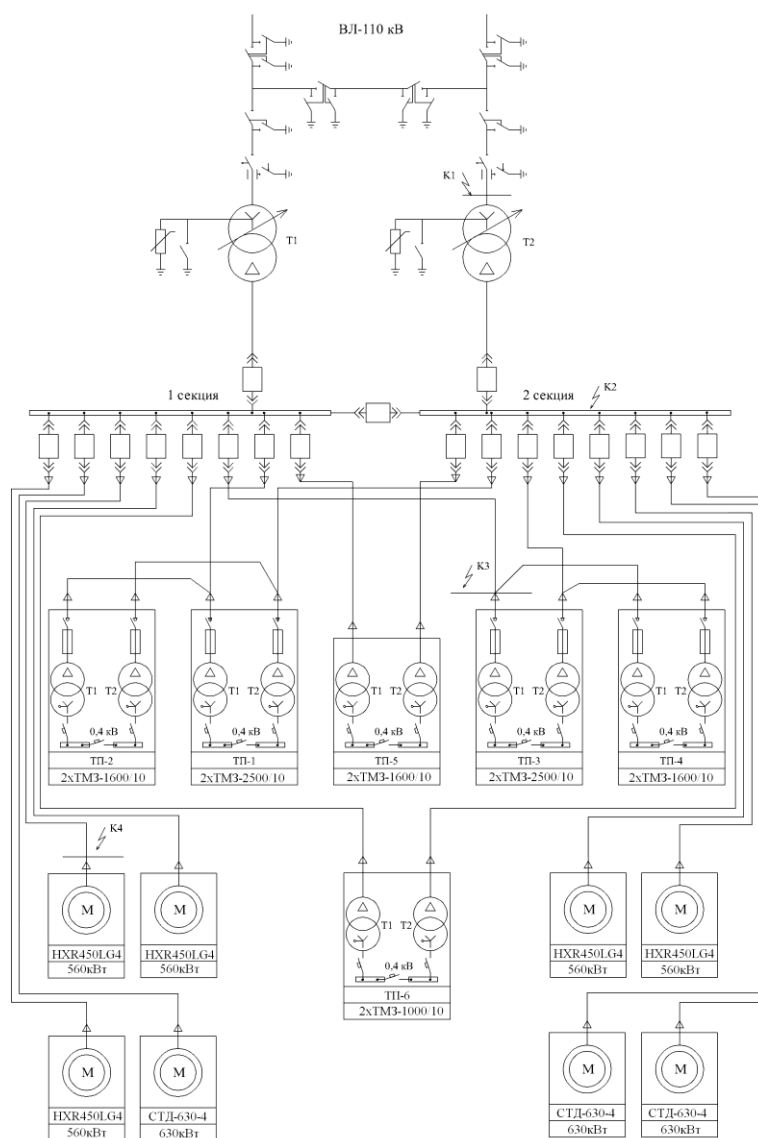 ВЛ-110 кВ
К1
Т1
Т2
1 секция
2 секция
К2
К3
Т1
Т2
Т1
Т2
Т1
Т2
Т1
Т2
Т1
Т2
0,4 кВ
0,4 кВ
0,4 кВ
0,4 кВ
0,4 кВ
ТП-2
ТП-1
ТП-5
ТП-3
ТП-4
2хТМЗ-1600/10
2хТМЗ-2500/10
2хТМЗ-1600/10
2хТМЗ-2500/10
2хТМЗ-1600/10
К4
М
М
М
М
HXR450LG4
HXR450LG4
HXR450LG4
HXR450LG4
560кВт
560кВт
560кВт
560кВт
Т1
Т2
0,4 кВ
ТП-6
2хТМЗ-1000/10
М
М
М
М
HXR450LG4
СТД-630-4
СТД-630-4
СТД-630-4
560кВт
630кВт
630кВт
630кВт